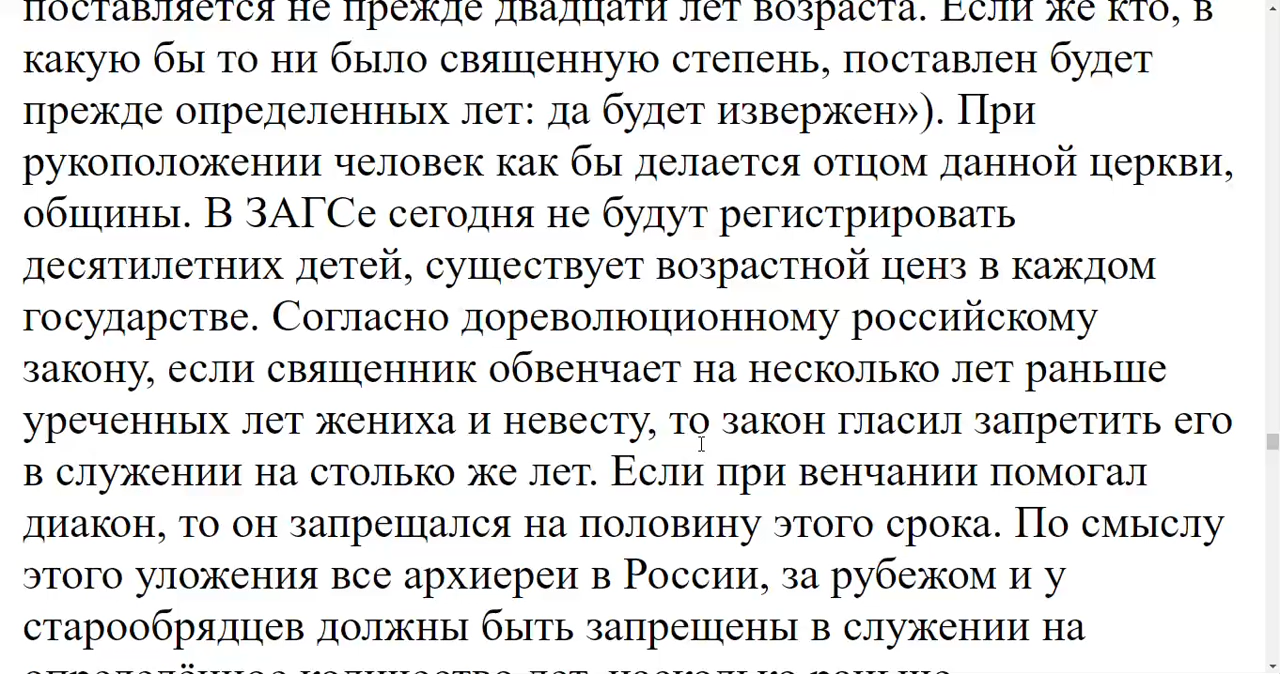 поставляется не прежде двадцати лет возраста. Если же кто, в
какую бы то ни было священную степень, поставлен будет
прежде определенных лет: да будет извержен»). При
рукоположении человек как бы делается отцом данной церкви,
общины. В ЗАГСе сегодня не будут регистрировать
десятилетних детей, существует возрастной ценз в каждом
государстве. Согласно дореволюционному российскому
закону, если священник обвенчает на несколько лет раньше
уреченных лет жениха и невесту, то закон гласил запретить его
в служении на столько же лет. Если при венчании помогал
диакон, то он запрещался на половину этого срока. По смыслу
этого уложения все архиереи в России, за рубежом и у
старообрядцев должны быть запрещены в служении на
определённое количество лет, насколько раньше